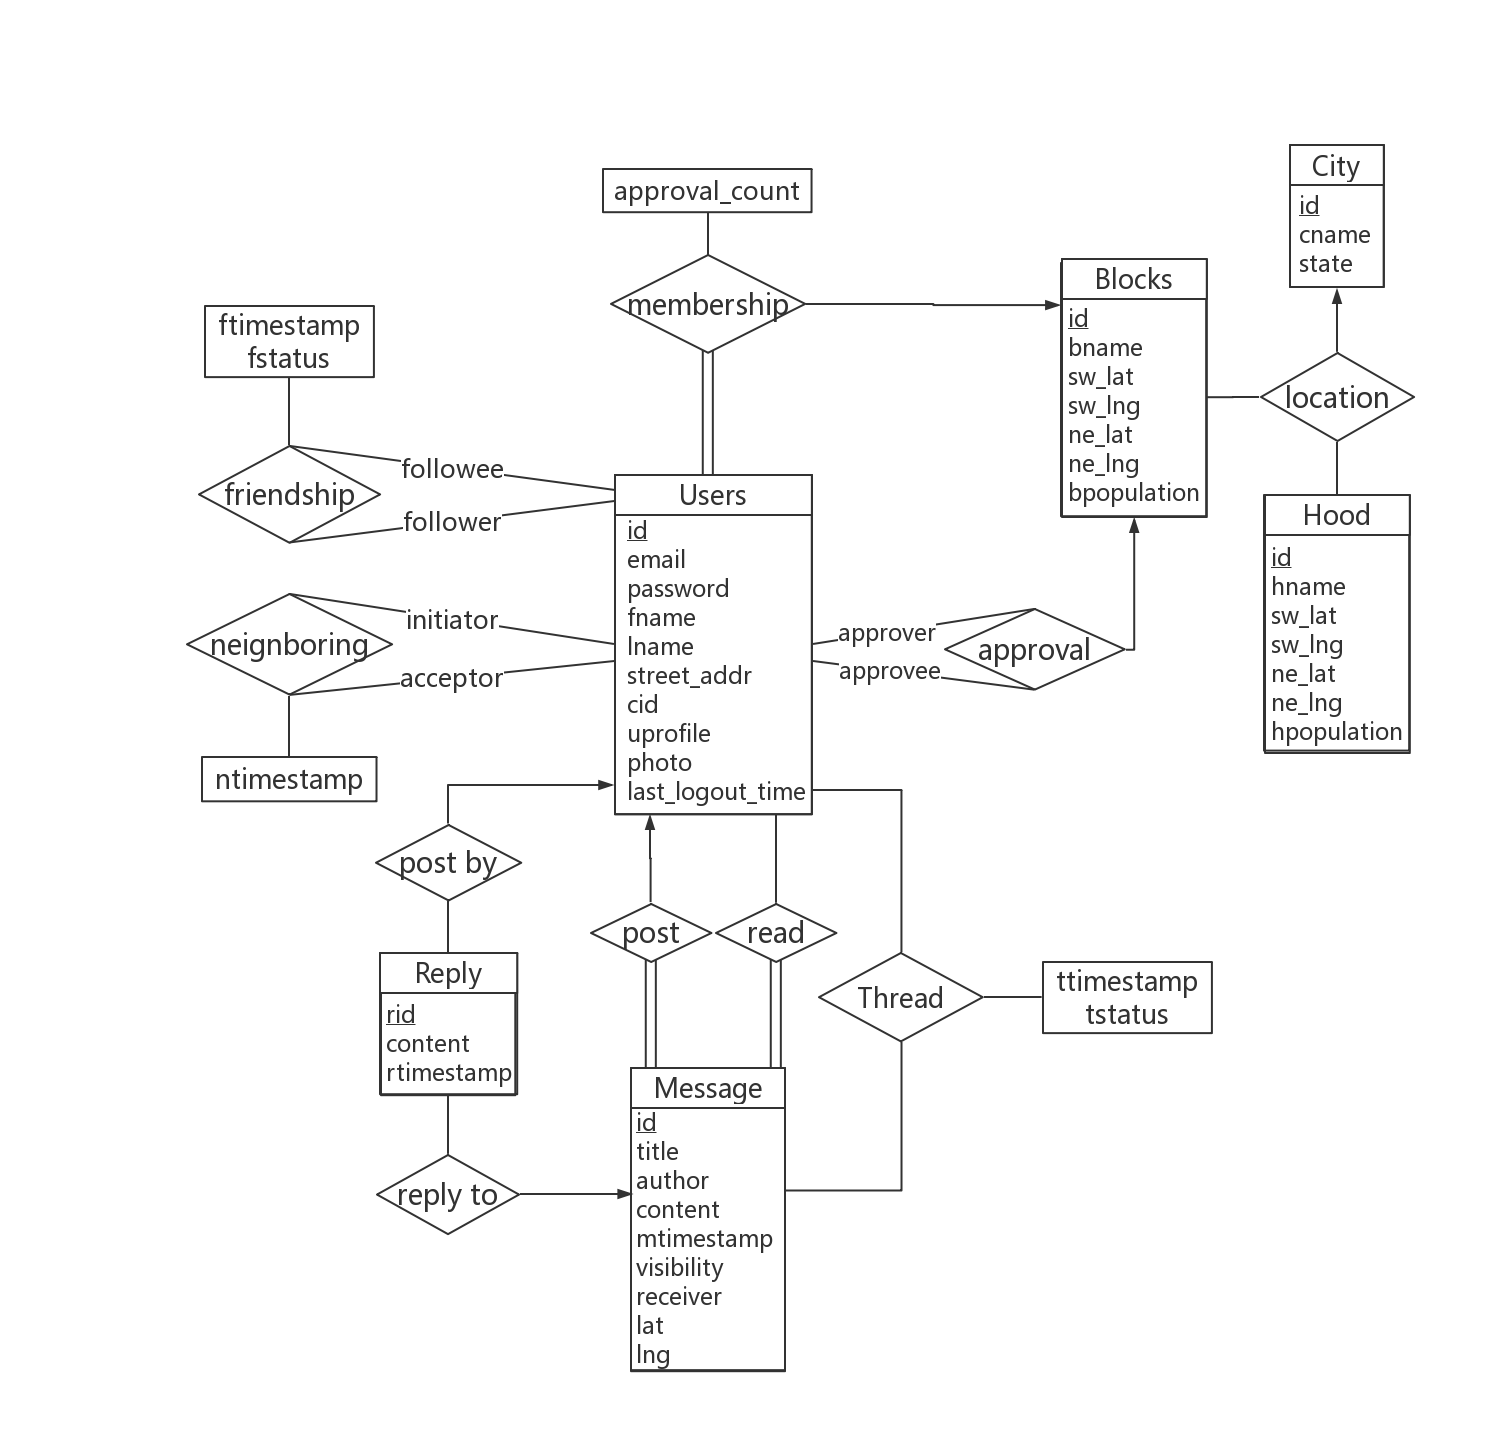 approval_count
membership
ftimestamp
fstatus
friendship
followee
follower
neignboring
initiator
acceptor
ntimestamp
Users
id
email
password
fname
lname
street_addr
cid
uprofile
photo
last_logout_time
approver
approvee
approval
Blocks
id
bname
sw_lat
sw_lng
ne_lat
ne_lng
bpopulation
City
id
cname
state
location
Hood
id
hname
sw_lat
sw_lng
ne_lat
ne_lng
hpopulation
post by
post
read
Thread
ttimestamp
tstatus
Reply
rid
content
rtimestamp
reply to
Message
id
title
author
content
mtimestamp
visibility
receiver
lat
lng